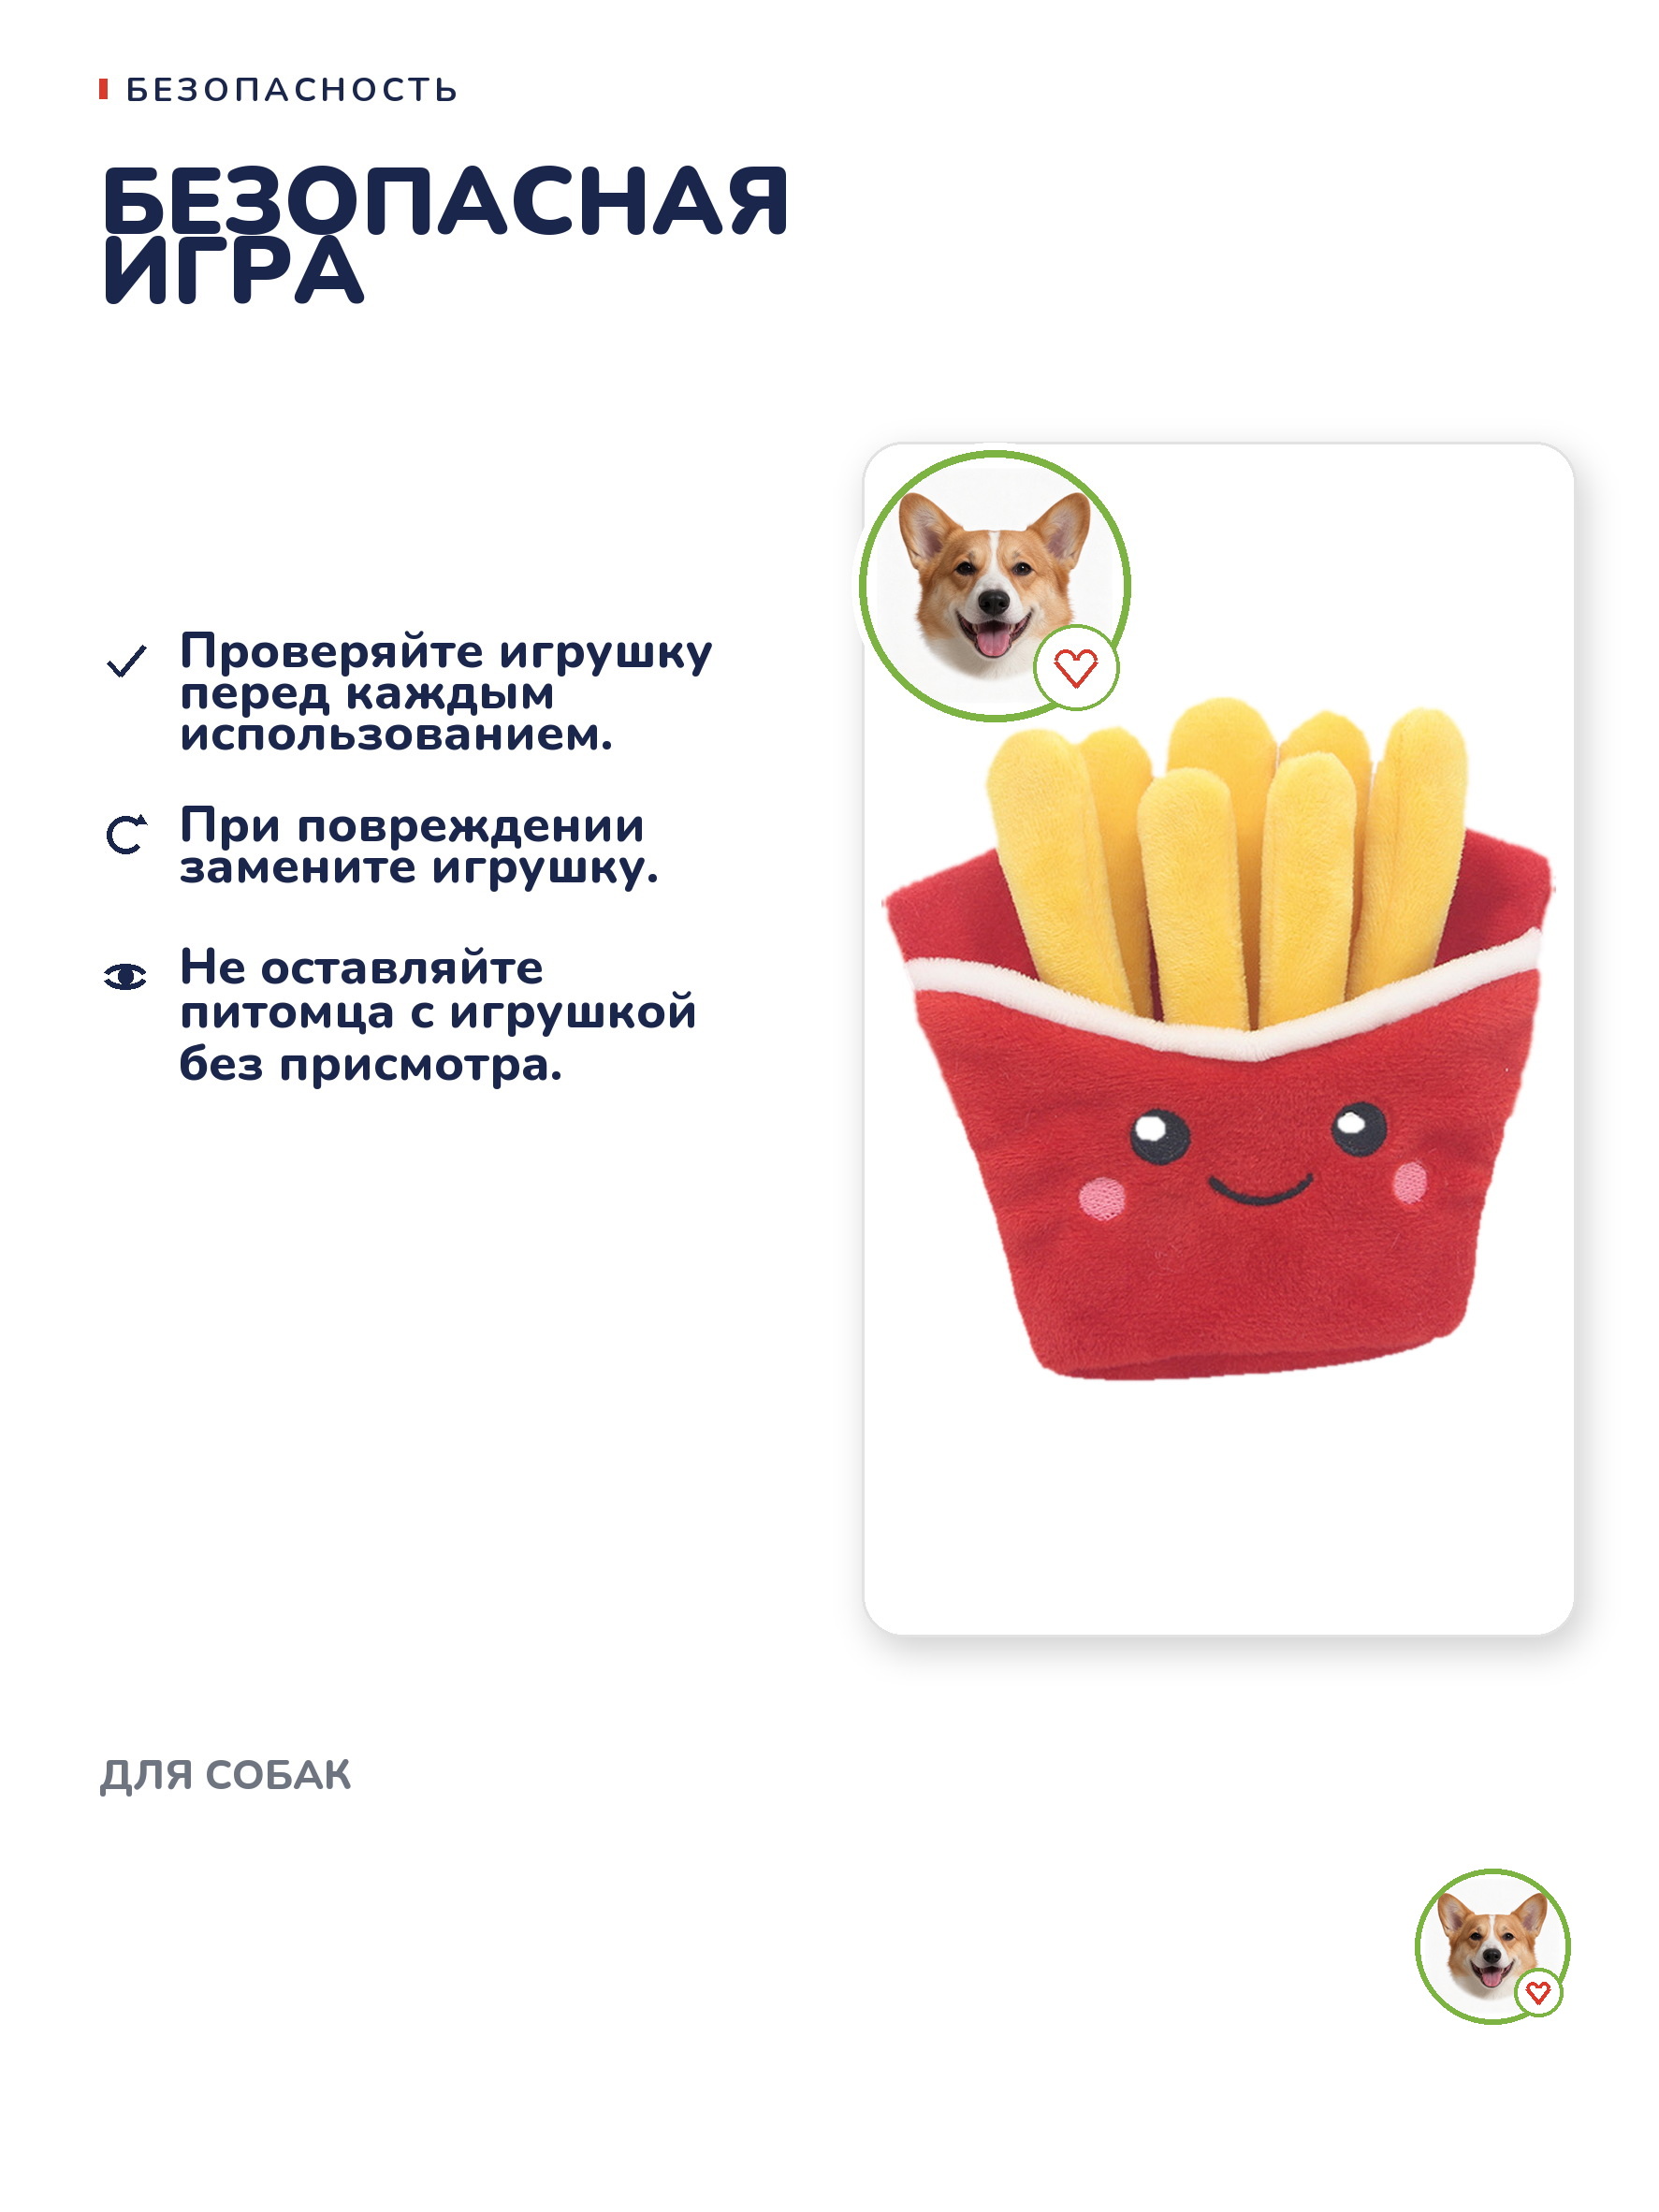 БЕЗОПАСНОСТЬ
БЕЗОПАСНАЯ
ИГРА
Проверяйте игрушку
перед каждым
использованием.
При повреждении
замените игрушку.
Не оставляйте
питомца с игрушкой
без присмотра.
ДЛЯ СОБАК